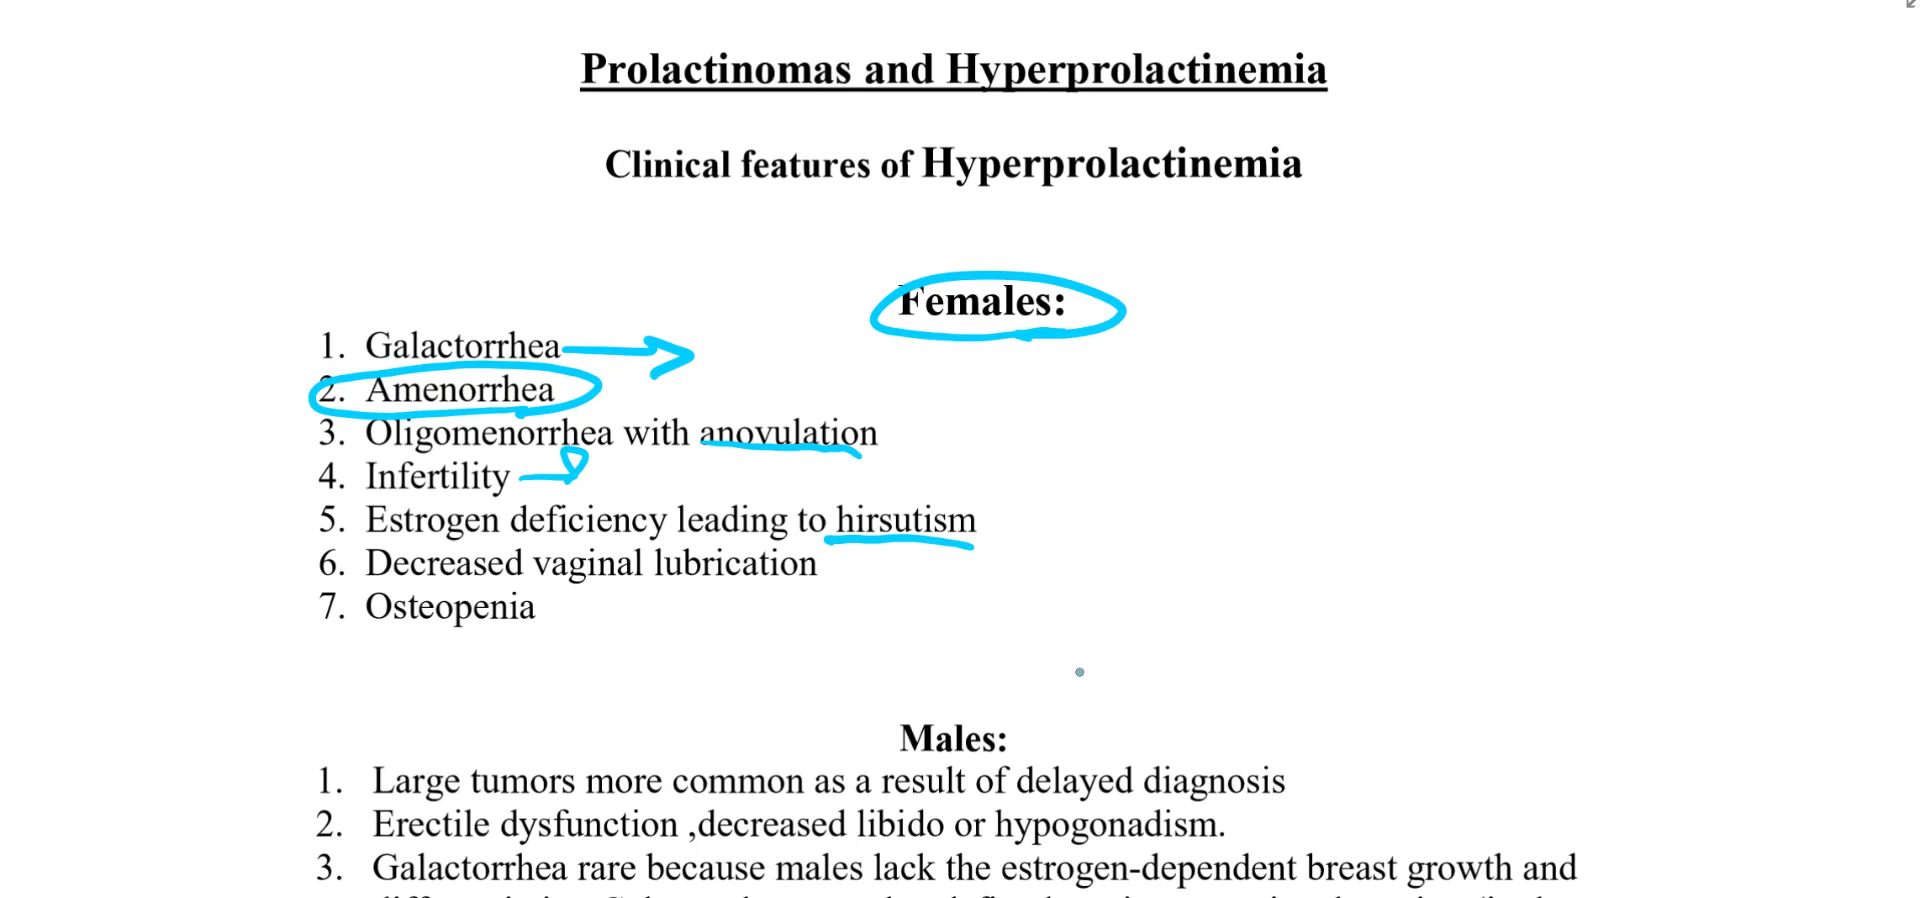 Prolactinomas and Hyperprolactinemia
Clinical features of Hyperprolactinemia
Females:
1. Galactorrhea
2. Amenorrhea
3. Oligomenorrhea with anovulation
4. Infertility
5. Estrogen deficiency leading to hirsutism
6. Decreased vaginal lubrication
7. Osteopenia
Males:
1. Large tumors more common as a result of delayed diagnosis
2. Erectile dysfunction ,decreased libido or hypogonadism.
3. Galactorrhea rare because males lack the estrogen-dependent breast growth and